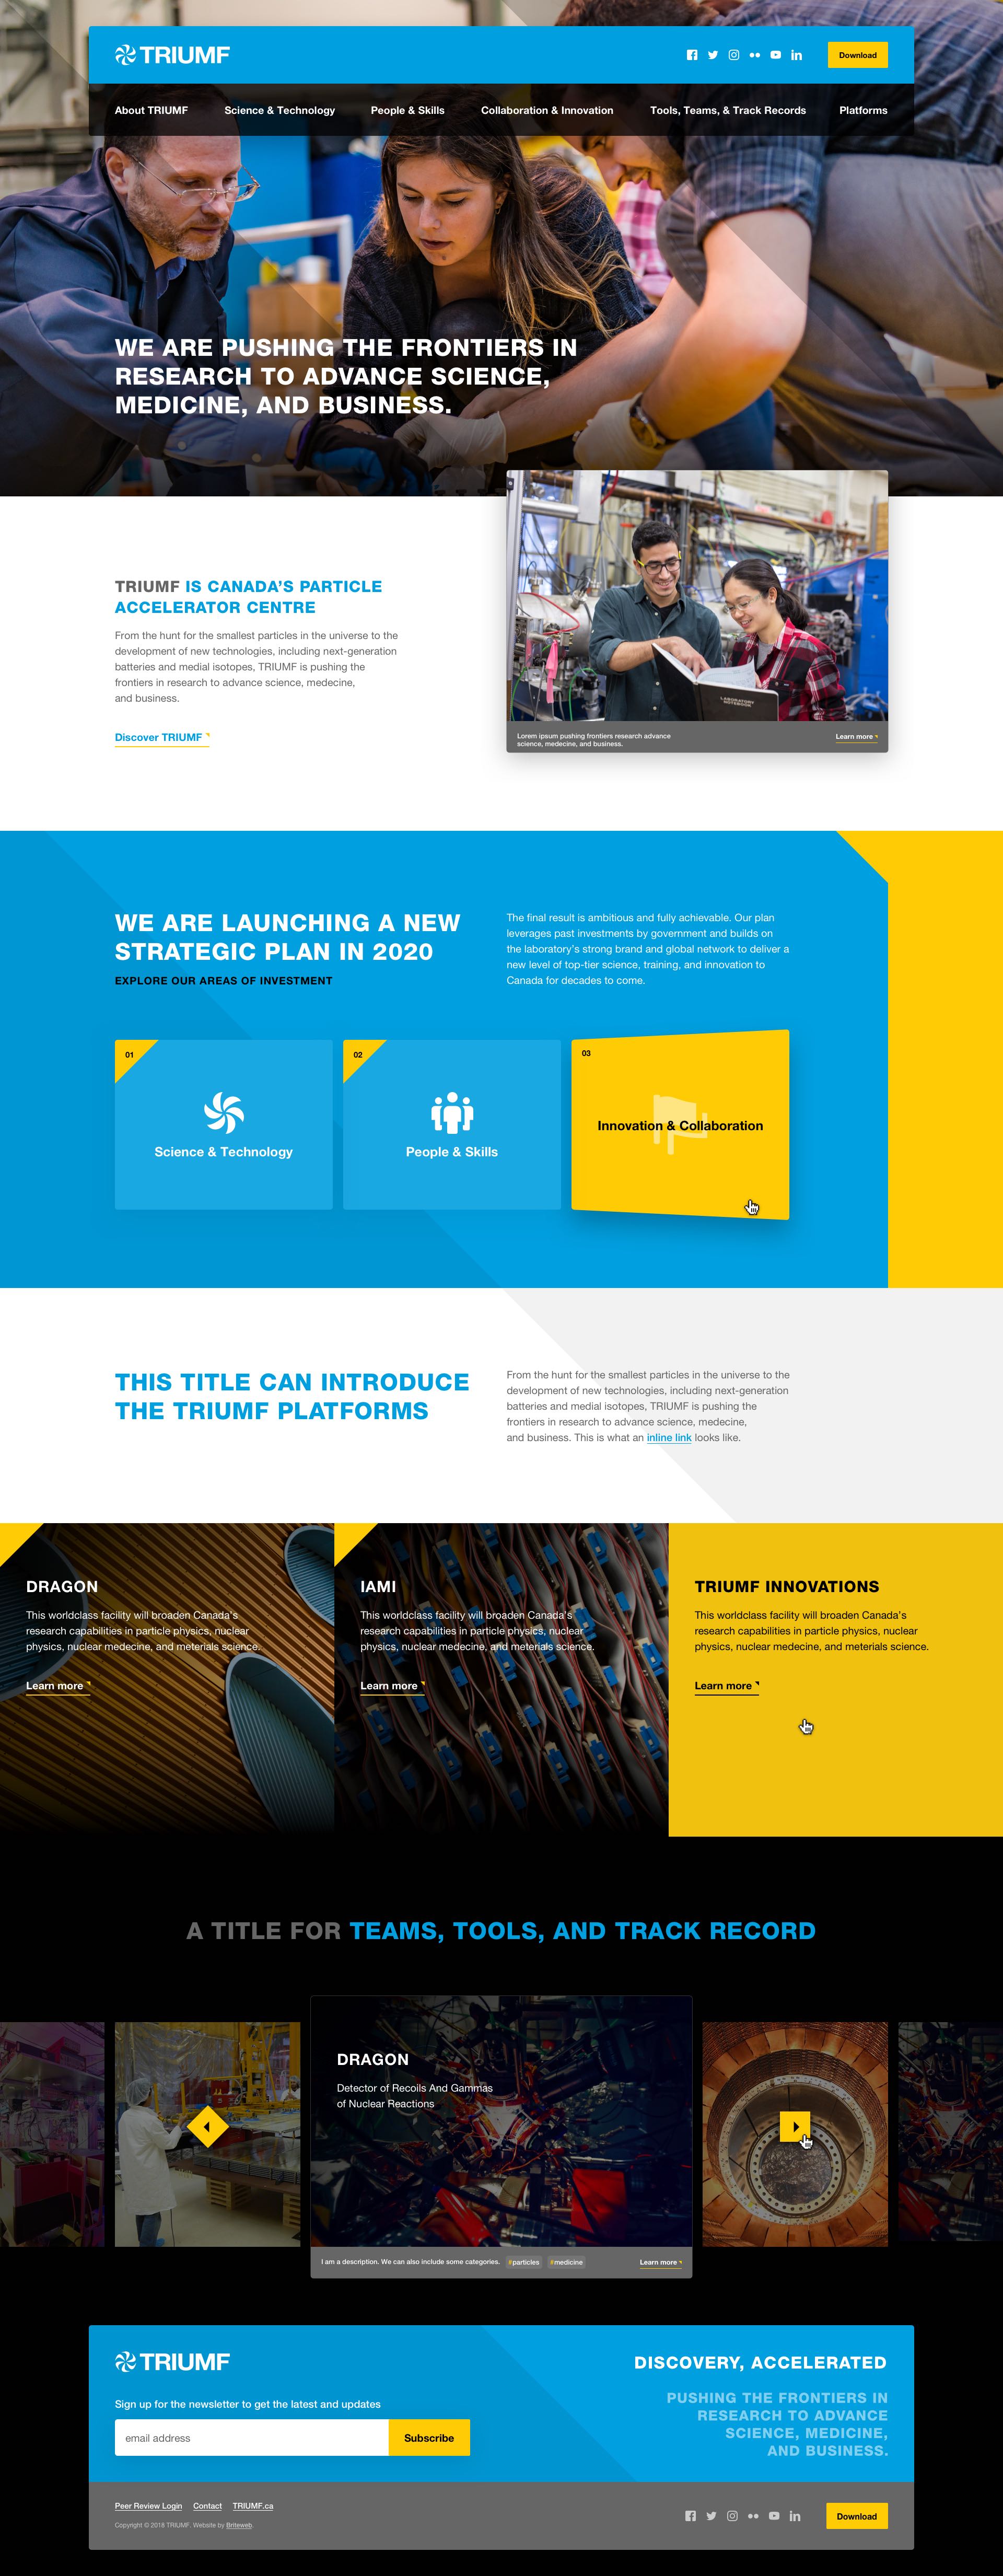 TRIUMF
Download
About TRIUMF
Science & Technology
People & Skills
Collaboration & Innovation
Tools, Teams, & Track Records
Platforms
WE ARE PUSHING THE FRONTIERS IN
RESEARCH TO ADVANCE SCIENCE,
MEDICINE, AND BUSINESS.
TRIUMF IS CANADA'S PARTICLE
ACCELERATOR CENTRE
From the hunt for the smallest particles in the universe to the
development of new technologies, including next-generation
batteries and medial isotopes, TRIUMF is pushing the
frontiers in research to advance science, medecine,
and business.
Discover TRIUMF
LABORATORY
NOTEBOOK
Lorem ipsum pushing frontiers research advance
science, medecine, and business.
Learn more
WE ARE LAUNCHING A NEW
STRATEGIC PLAN IN 2020
EXPLORE OUR AREAS OF INVESTMENT
The final result is ambitious and fully achievable. Our plan
leverages past investments by government and builds on
the laboratory's strong brand and global network to deliver a
new level of top-tier science, training, and innovation to
Canada for decades to come.
01
Science & Technology
02
People & Skills
03
Innovation & Collaboration
THIS TITLE CAN INTRODUCE
THE TRIUMF PLATFORMS
From the hunt for the smallest particles in the universe to the
development of new technologies, including next-generation
batteries and medial isotopes, TRIUMF is pushing the
frontiers in research to advance science, medecine,
and business. This is what an inline link looks like.
DRAGON
This worldclass facility will broaden Canada's
research capabilities in particle physics, nuclear
physics, nuclear medecine, and meterials science.
Learn more
IAMI
This worldclass facility will broaden Canada's
research capabilities in particle physics, nuclear
physics, nuclear medecine, and meterials science.
Learn more
TRIUMF INNOVATIONS
This worldclass facility will broaden Canada's
research capabilities in particle physics, nuclear
physics, nuclear medecine, and meterials science.
Learn more
A TITLE FOR TEAMS, TOOLS, AND TRACK RECORD
DRAGON
Detector of Recoils And Gammas
of Nuclear Reactions
I am a description. We can also include some categories. #particles #medicine
Learn more
TRIUMF
Sign up for the newsletter to get the latest and updates
email address
Subscribe
DISCOVERY, ACCELERATED
PUSHING THE FRONTIERS IN
RESEARCH TO ADVANCE
SCIENCE, MEDICINE,
AND BUSINESS.
Peer Review Login
Contact
TRIUMF.ca
Copyright © 2018 TRIUMF. Website by Briteweb.
Download